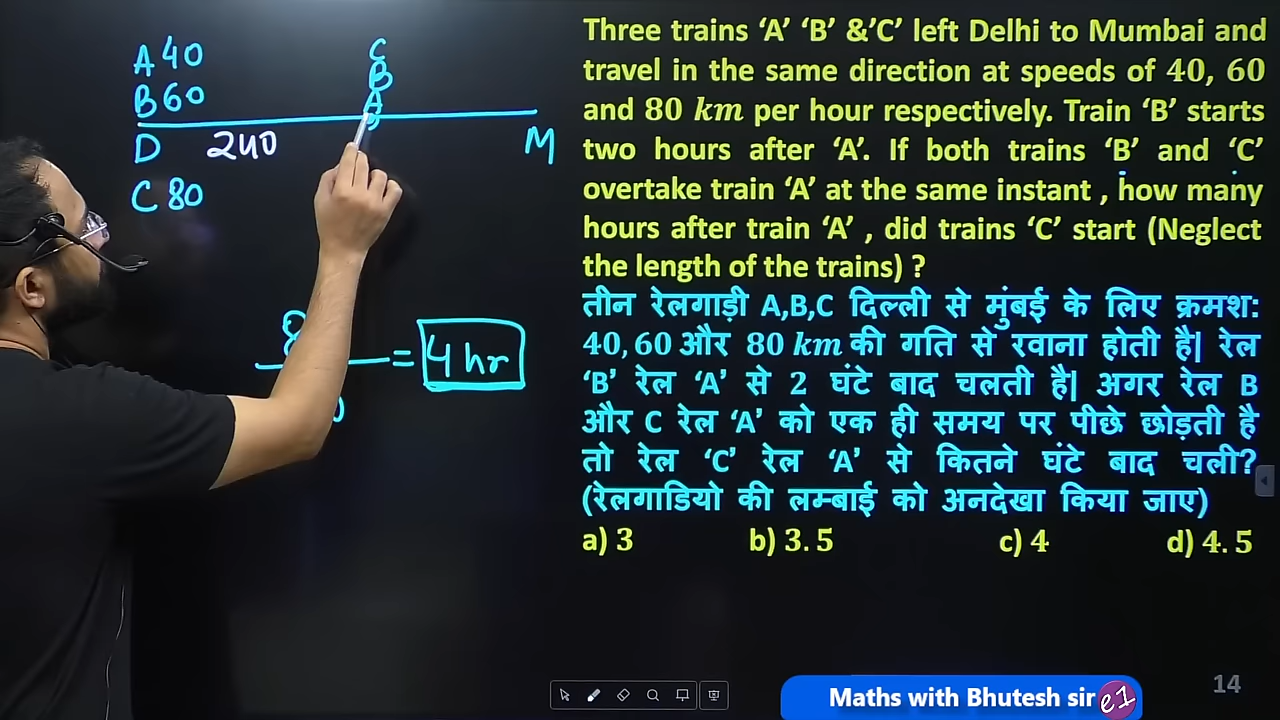 A 40
B 60
D 240
C 80
C
B
A
M
= 4 hr
Three trains ‘A’ ‘B’ &’C’ left Delhi to Mumbai and
travel in the same direction at speeds of 40, 60
and 80 km per hour respectively. Train ‘B’ starts
two hours after ‘A’. If both trains ‘B’ and ‘C’
overtake train ‘A’ at the same instant , how many
hours after train ‘A’ , did trains ‘C’ start (Neglect
the length of the trains) ?
तीन रेलगाड़ी A,B,C दिल्ली से मुंबई के लिए क्रमश:
40, 60 और 80 km की गति से रवाना होती है| रेल
‘B’ रेल ‘A’ से 2 घंटे बाद चलती है| अगर रेल B
और C रेल ‘A’ को एक ही समय पर पीछे छोड़ती है
तो रेल ‘C’ रेल ‘A’ से कितने घंटे बाद चली?
(रेलगाडियो की लम्बाई को अनदेखा किया जाए)
a) 3 b) 3. 5 c) 4 d) 4. 5
Maths with Bhutesh sir e1
14